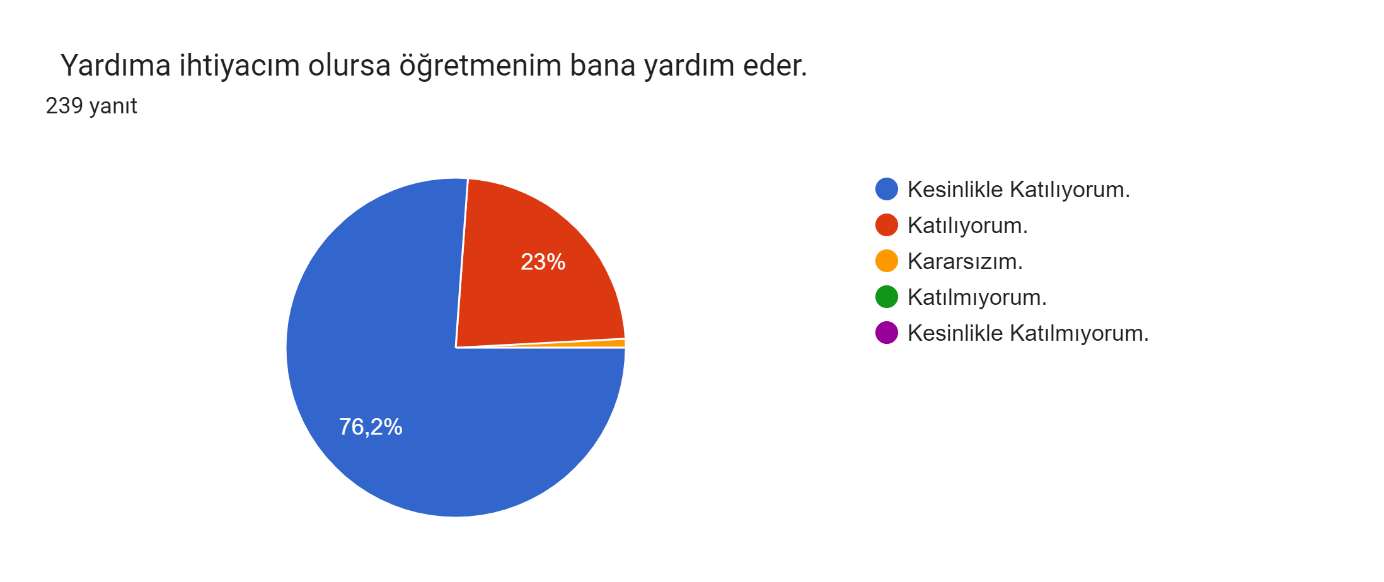 Yardıma ihtiyacım olursa öğretmenim bana yardım eder.
239 yanıt
Kesinlikle Katılıyorum.
Katılıyorum.
Kararsızım.
Katılmıyorum.
Kesinlikle Katılmıyorum.
23%
76,2%